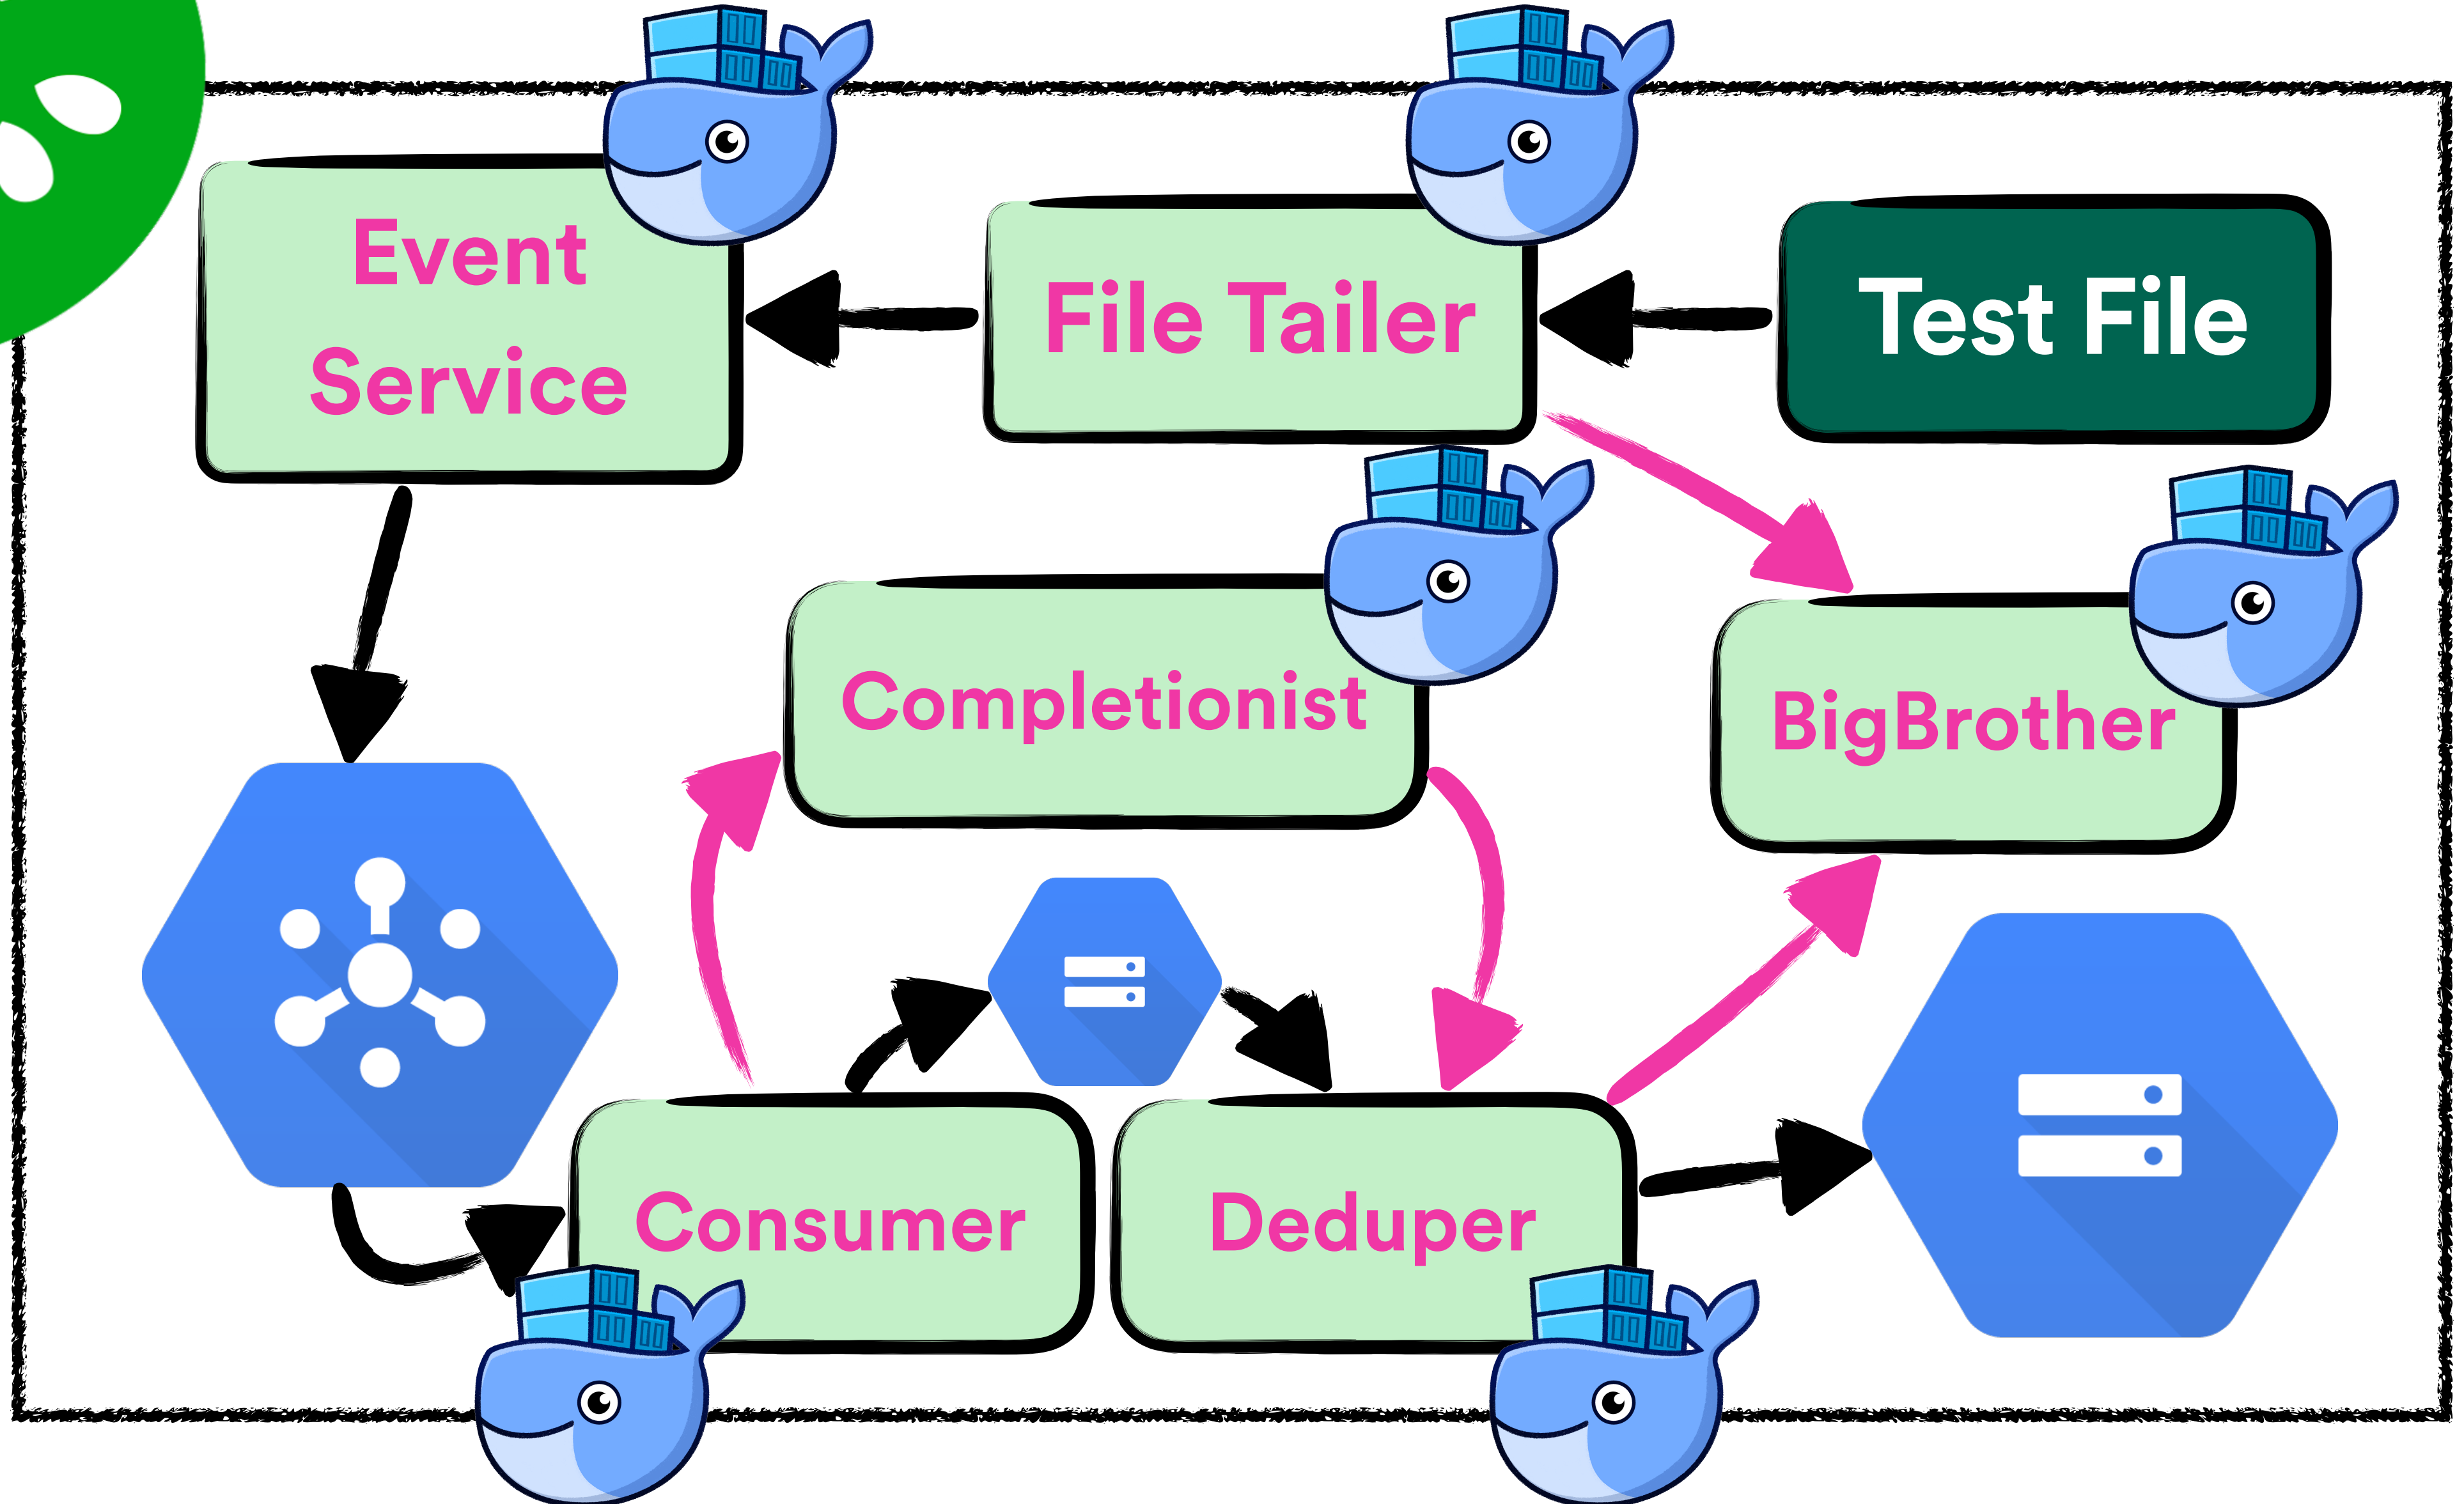 Event
Service
File Tailer
Test File
Completionist
BigBrother
Consumer
Deduper